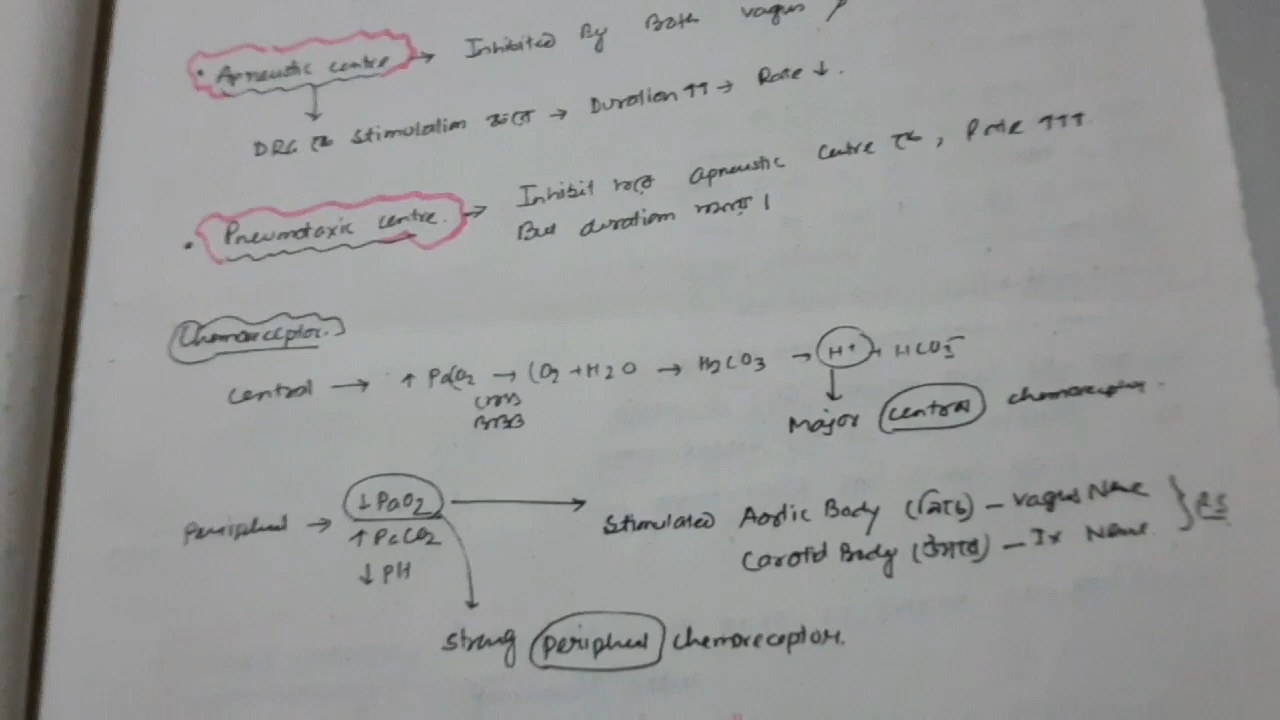 • Apneustic centre → Inhibited By Both vagus
↓
DRG Stimulation → Duration ↑↑ → Rate ↓.
• Pneumotaxic centre. → Inhibit apneustic centre, Rate ↑↑↑
But duration
Chemoreceptor.
Central → ↑ PaCO2 → CO2 + H2O → H2CO3 → H+ + HCO3-
cross
BBB
↓
Major central chemoreceptor.
Peripheral → ↓ PaO2 → Stimulated Aortic Body – Vagus Nerve
↑ PaCO2 Carotid Body – IX Nerve
↓ PH
Strong peripheral chemoreceptor.